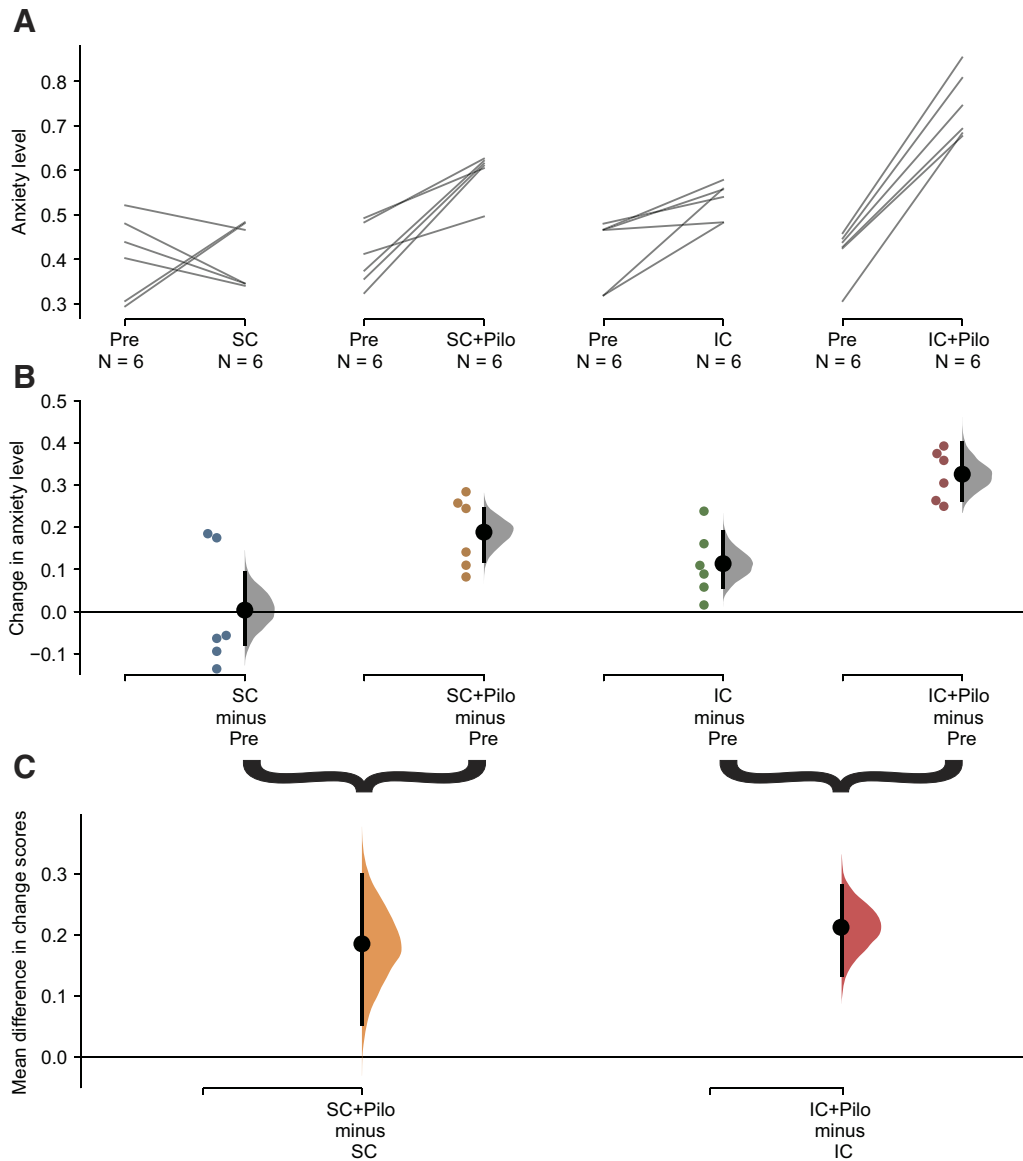 A
Anxiety level
0.8
0.7
0.6
0.5
0.4
0.3
Pre SC Pre SC+Pilo Pre IC Pre IC+Pilo
N = 6 N = 6 N = 6 N = 6 N = 6 N = 6 N = 6 N = 6
B
Change in anxiety level
0.5
0.4
0.3
0.2
0.1
0.0
−0.1
SC SC+Pilo IC IC+Pilo
minus minus minus minus
Pre Pre Pre Pre
C
Mean difference in change scores
0.3
0.2
0.1
0.0
SC+Pilo IC+Pilo
minus minus
SC IC